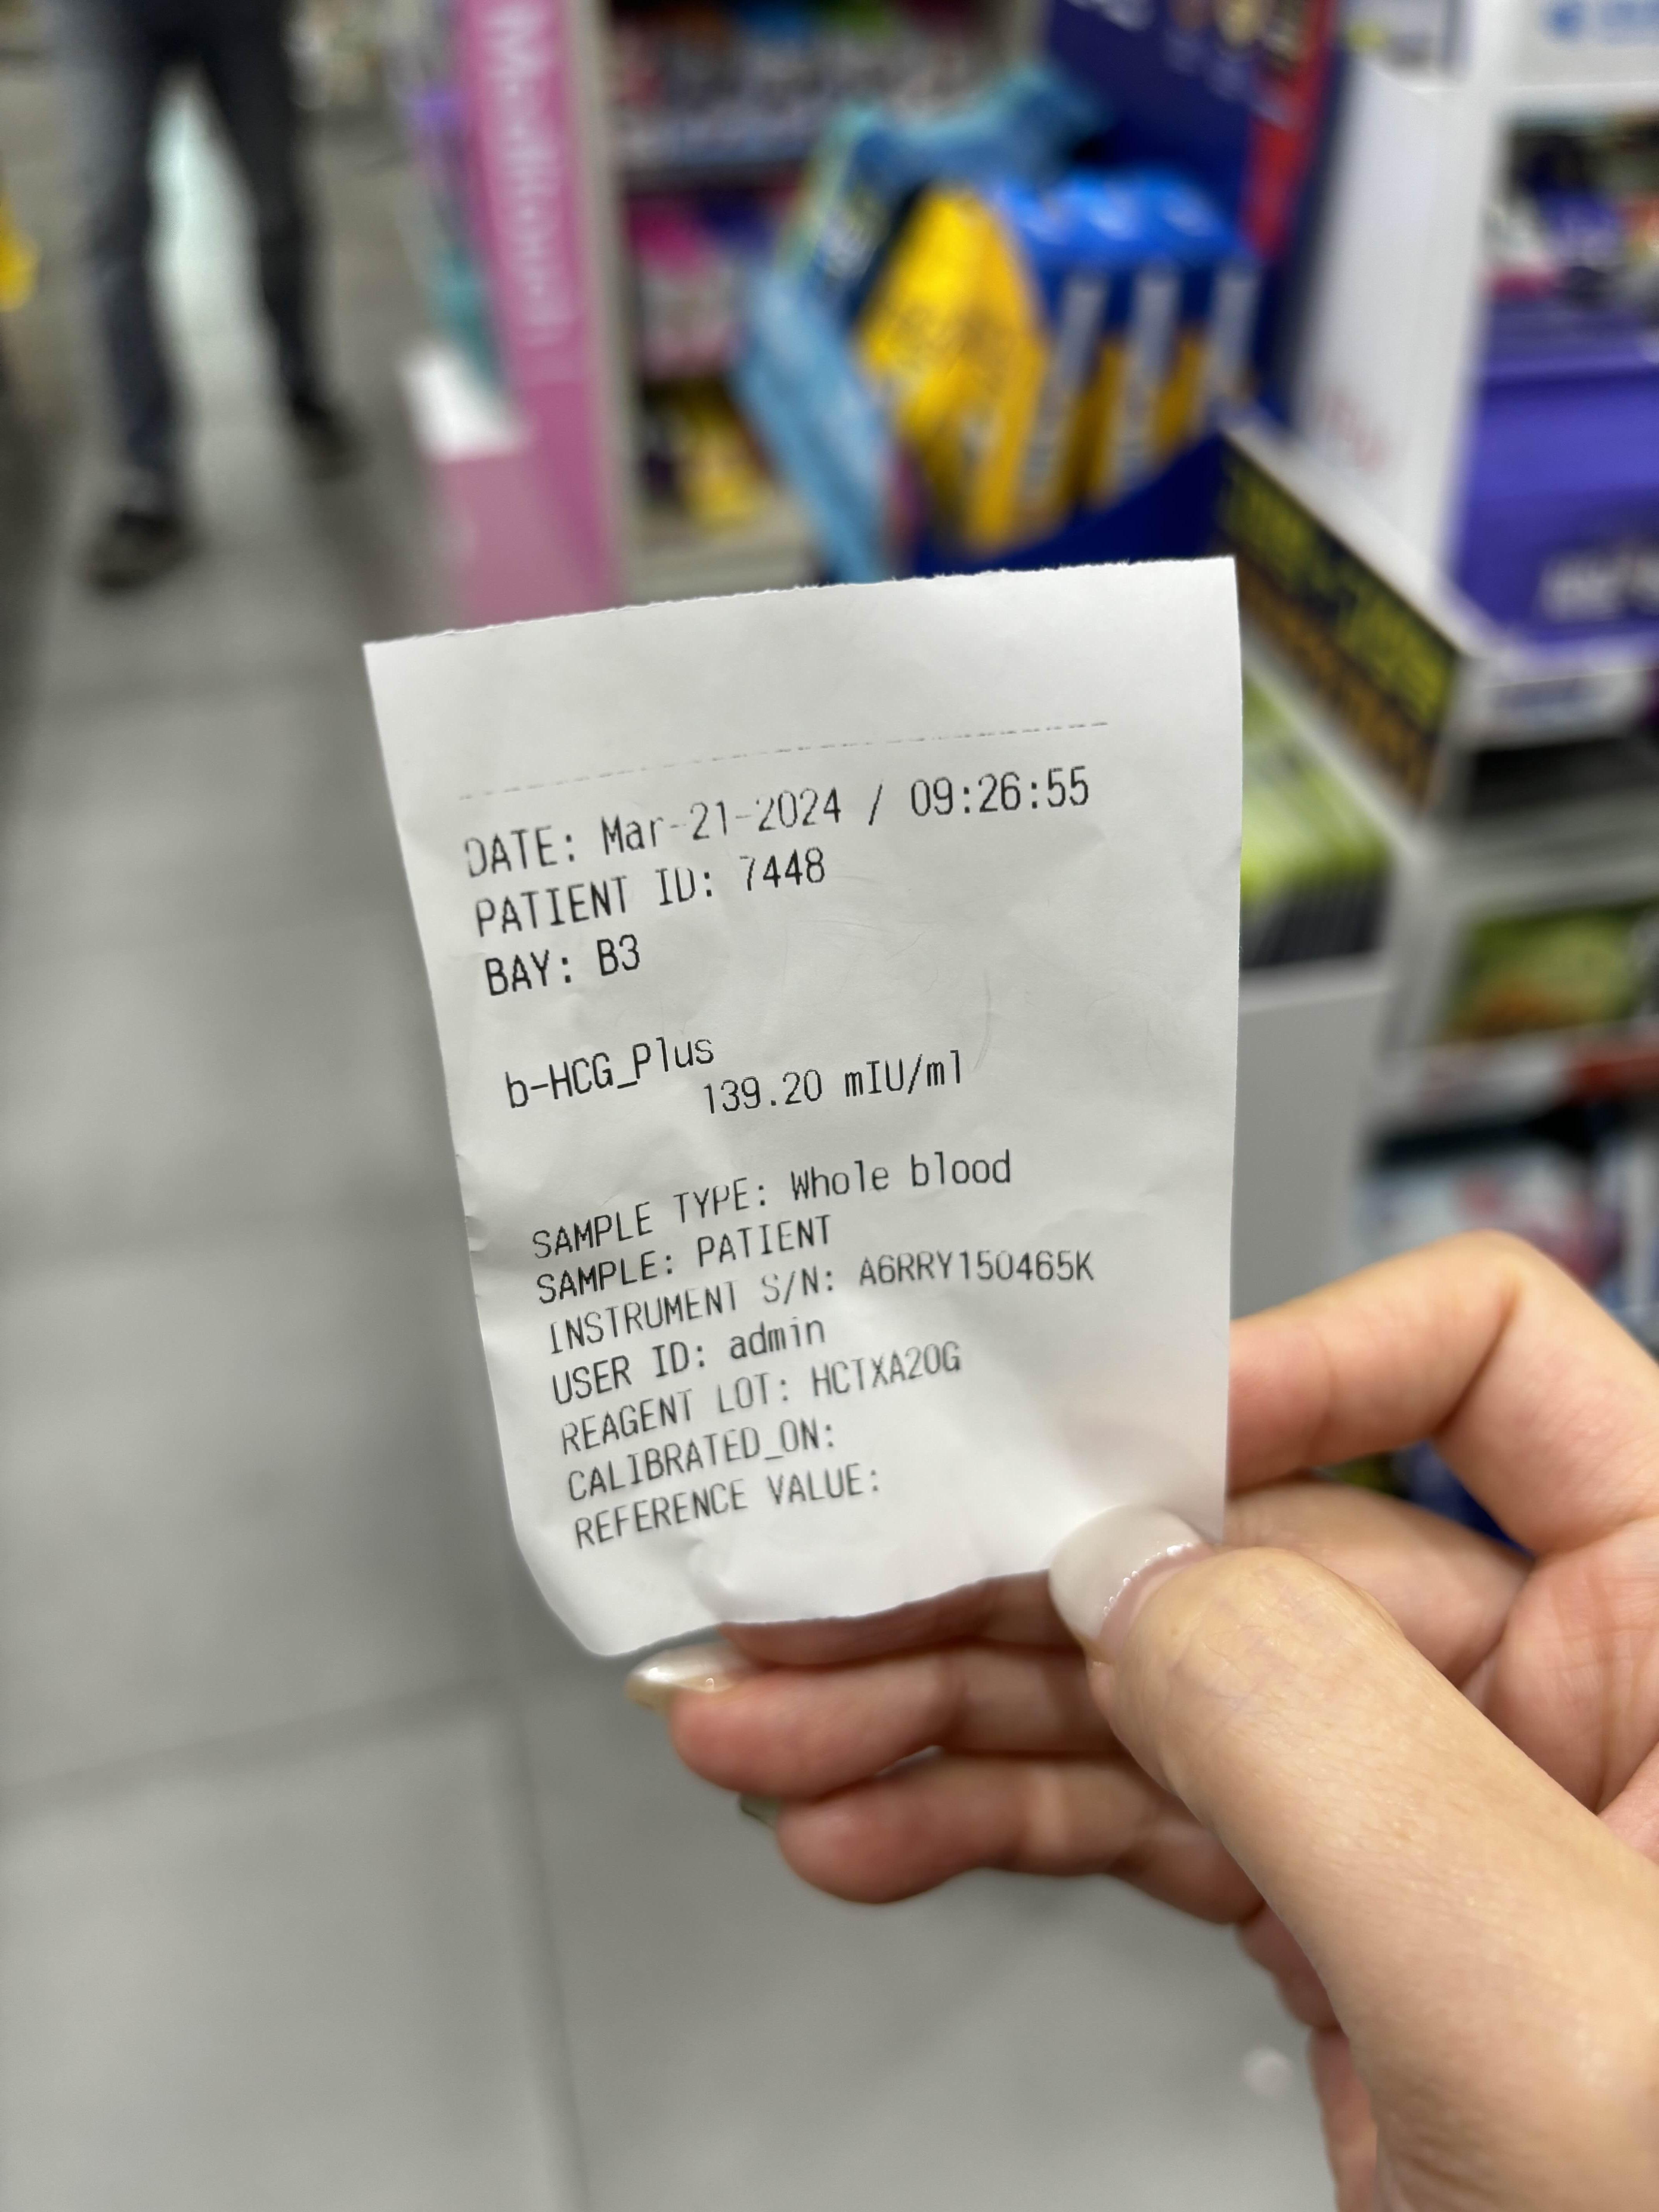 DATE: Mar-21-2024 / 09:26:55
PATIENT ID: 7448
BAY: B3
b-HCG_Plus
139.20 mIU/ml
SAMPLE TYPE: Whole blood
SAMPLE: PATIENT
INSTRUMENT S/N: A6RRY150465K
USER ID: admin
REAGENT LOT: HCTXA20G
CALIBRATED_ON:
REFERENCE VALUE: